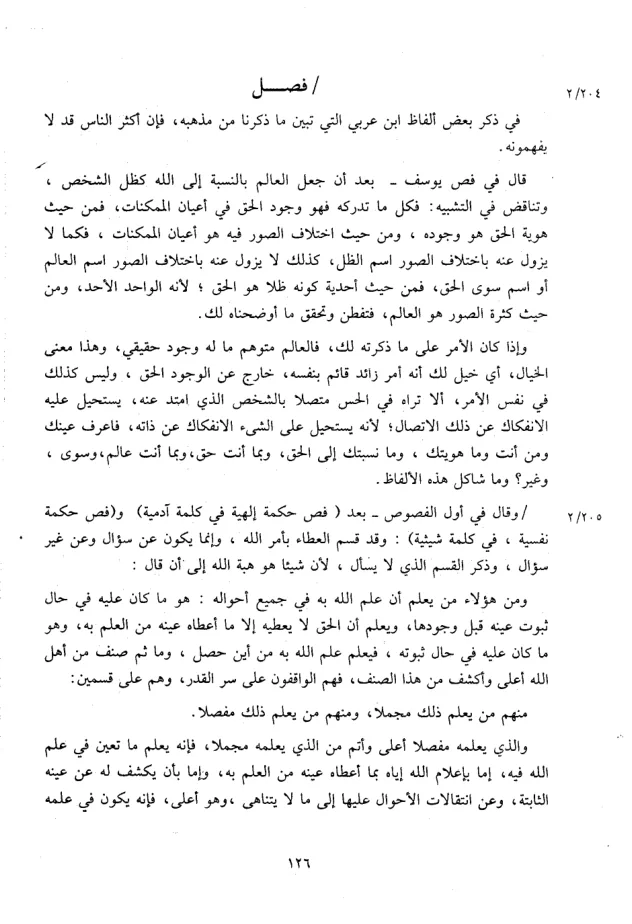 ٢/٢٠٤
/ فصـــــل
في ذكر بعض ألفاظ ابن عربي التي تبين ما ذكرنا من مذهبه، فإن أكثر الناس قد لا
يفهمونه.
قال في فص يوسف ـ بعد أن جعل العالم بالنسبة إلى الله كظل الشخص ،
وتناقض في التشبيه: فكل ما تدركه فهو وجود الحق في أعيان الممكنات، فمن حيث
هوية الحق هو وجوده ، ومن حيث اختلاف الصور فيه هو أعيان الممكنات ، فكما لا
يزول عنه باختلاف الصور اسم الظل، كذلك لا يزول عنه باختلاف الصور اسم العالم
أو اسم سوى الحق، فمن حيث أحدية كونه ظلا هو الحق ؛ لأنه الواحد الأحد، ومن
حيث كثرة الصور هو العالم، فتفطن وتحقق ما أوضحناه لك.
وإذا كان الأمر على ما ذكرته لك، فالعالم متوهم ما له وجود حقيقي، وهذا معنى
الخيال، أي خيل لك أنه أمر زائد قائم بنفسه، خارج عن الوجود الحق ، وليس كذلك
في نفس الأمر، ألا تراه في الحس متصلا بالشخص الذي امتد عنه، يستحيل عليه
الانفكاك عن ذلك الاتصال؛ لأنه يستحيل على الشىء الانفكاك عن ذاته، فاعرف عينك
ومن أنت وما هويتك ، وما نسبتك إلى الحق، وبما أنت حق،وبما أنت عالم،وسوى ،
وغير؟ وما شاكل هذه الألفاظ.
٢/٢٠٥
/ وقال في أول الفصوص ـ بعد ( فص حكمة إلهية في كلمة آدمية) و(فص حكمة
نفسية ، في كلمة شيثية) : وقد قسم العطاء بأمر الله ، وإنما يكون عن سؤال وعن غير
سؤال ، وذكر القسم الذي لا يسأل ، لأن شيئا هو هبة الله إلى أن قال :
ومن هؤلاء من يعلم أن علم الله به في جميع أحواله : هو ما كان عليه في حال
ثبوت عينه قبل وجودها، ويعلم أن الحق لا يعطيه إلا ما أعطاه عينه من العلم به، وهو
ما كان عليه في حال ثبوته ، فيعلم علم الله به من أين حصل ، وما ثم صنف من أهل
الله أعلى وأكشف من هذا الصنف، فهم الواقفون على سر القدر، وهم على قسمين:
منهم من يعلم ذلك مجملا، ومنهم من يعلم ذلك مفصلا.
والذي يعلمه مفصلا أعلى وأتم من الذي يعلمه مجملا، فإنه يعلم ما تعين في علم
الله فيه، إما بإعلام الله إياه بما أعطاه عينه من العلم به، وإما بأن يكشف له عن عينه
الثابتة، وعن انتقالات الأحوال عليها إلى ما لا يتناهى ،وهو أعلى، فإنه يكون في علمه
١٢٦